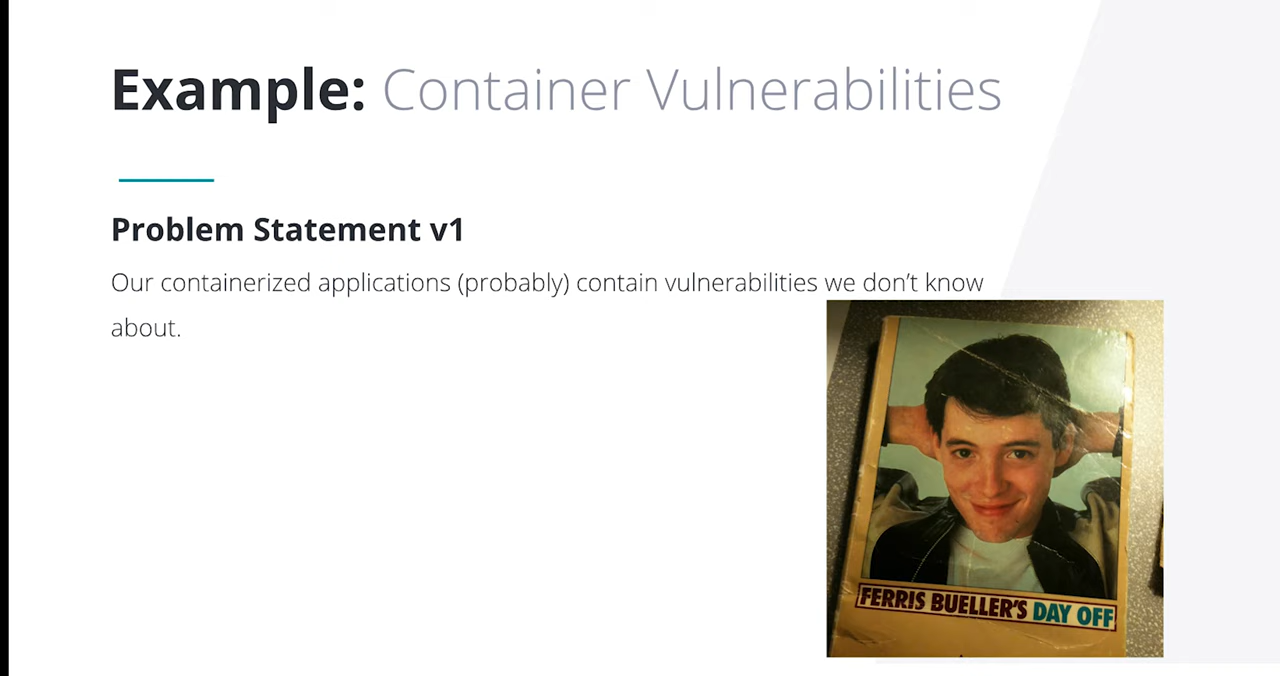 Example: Container Vulnerabilities
Problem Statement v1
Our containerized applications (probably) contain vulnerabilities we don’t know
about.
FERRIS BUELLER'S DAY OFF